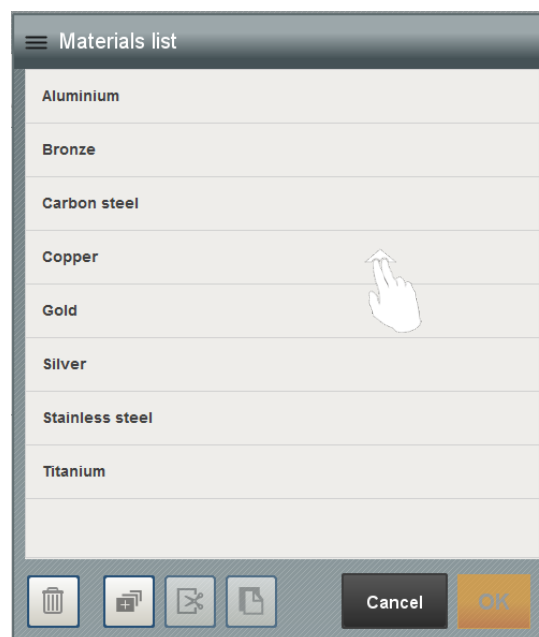 Materials list
Aluminium
Bronze
Carbon steel
Copper
Gold
Silver
Stainless steel
Titanium
Cancel
OK